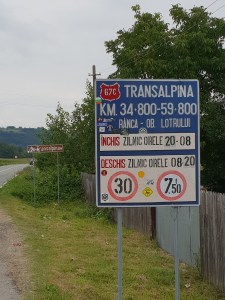 67C
TRANSALPINA
KM. 34+800-59+800
RÂNCA - OB. LOTRULUI
ÎNCHIS ZILNIC ORELE 20-08
DESCHIS ZILNIC ORELE 08-20
30
7,50